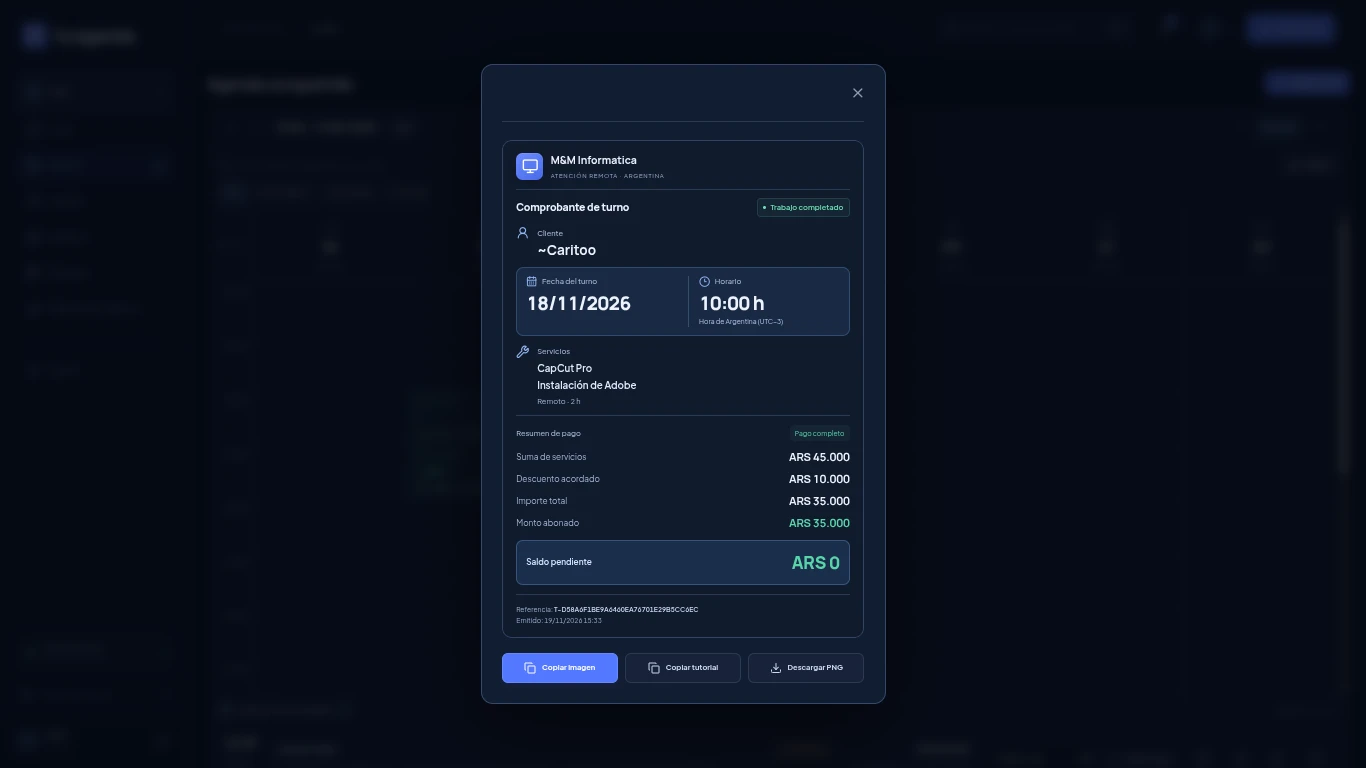 M&M Informatica
ATENCIÓN REMOTA · ARGENTINA
Comprobante de turno
Trabajo completado
Cliente
~Caritoo
Fecha del turno
Horario
18/11/2026
10:00 h
Hora de Argentina (UTC−3)
Servicios
CapCut Pro
Instalación de Adobe
Remoto · 2 h
Resumen de pago
Pago completo
Suma de servicios
ARS 45.000
Descuento acordado
ARS 10.000
Importe total
ARS 35.000
Monto abonado
ARS 35.000
Saldo pendiente
ARS 0
Referencia: T-D58A6F1BE9A6460EA76701E29B5CC6EC
Emitido: 19/11/2026 15:33
Copiar imagen
Copiar tutorial
Descargar PNG